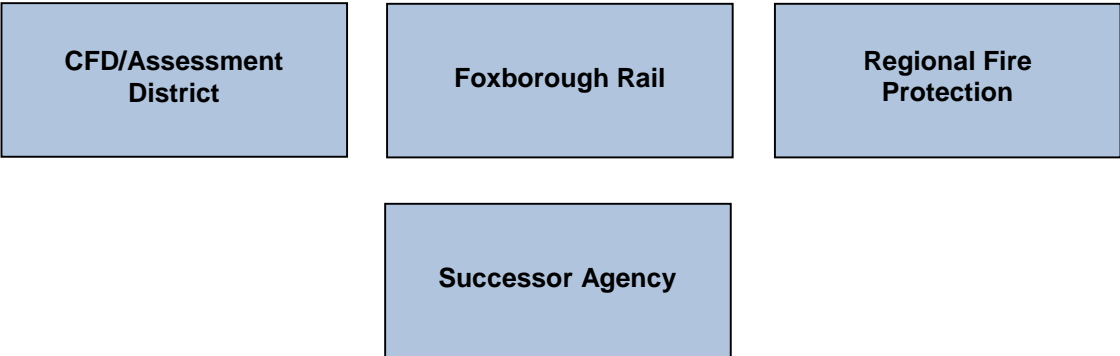 CFD/Assessment
District
Foxborough Rail
Regional Fire
Protection
Successor Agency